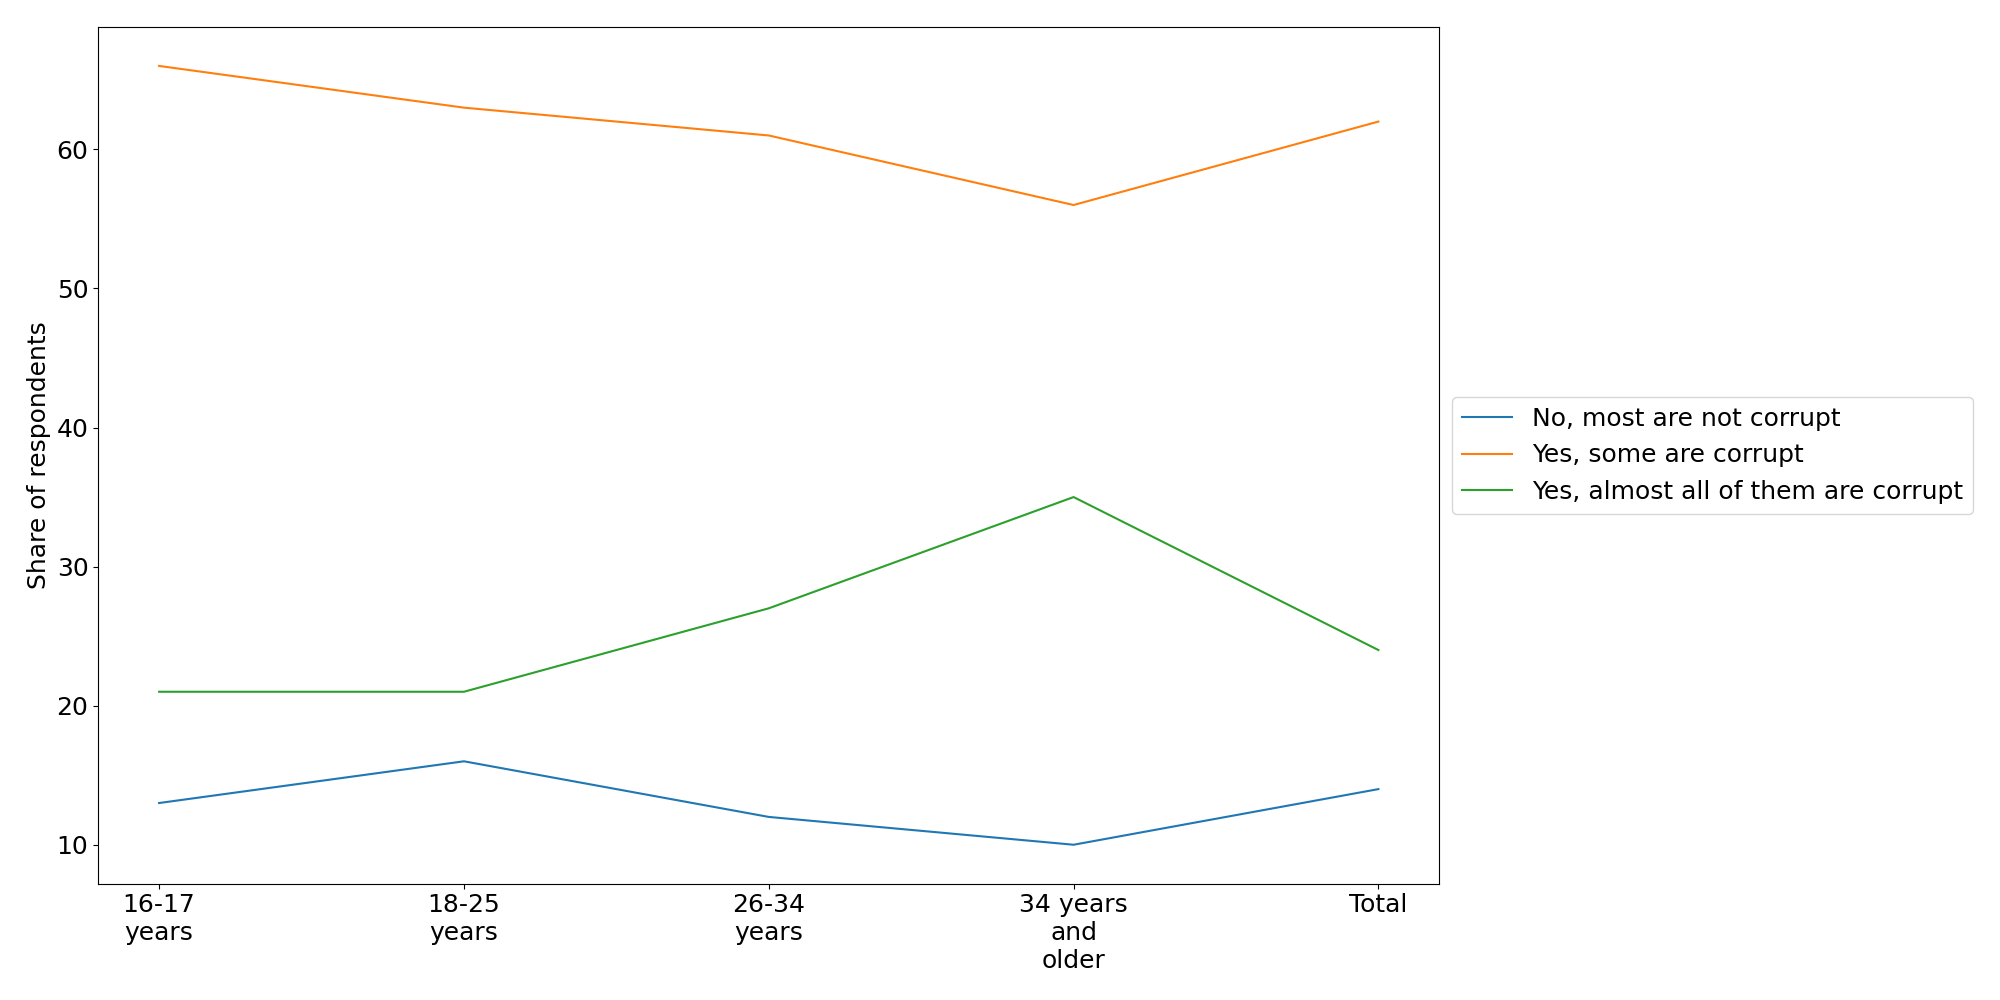 Share of respondents
60
50
40
30
20
10
16-17
years
18-25
years
26-34
years
34 years
and
older
Total
No, most are not corrupt
Yes, some are corrupt
Yes, almost all of them are corrupt